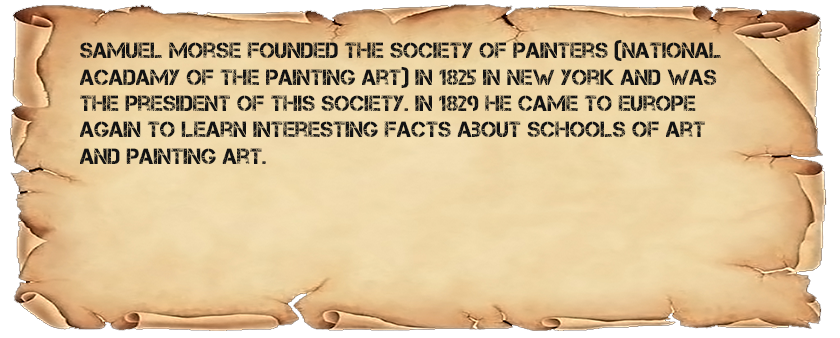 SAMUEL MORSE FOUNDED THE SOCIETY OF PAINTERS (NATIONAL
ACADAMY OF THE PAINTING ART) IN 1825 IN NEW YORK AND WAS
THE PRESIDENT OF THIS SOCIETY. IN 1829 HE CAME TO EUROPE
AGAIN TO LEARN INTERESTING FACTS ABOUT SCHOOLS OF ART
AND PAINTING ART.